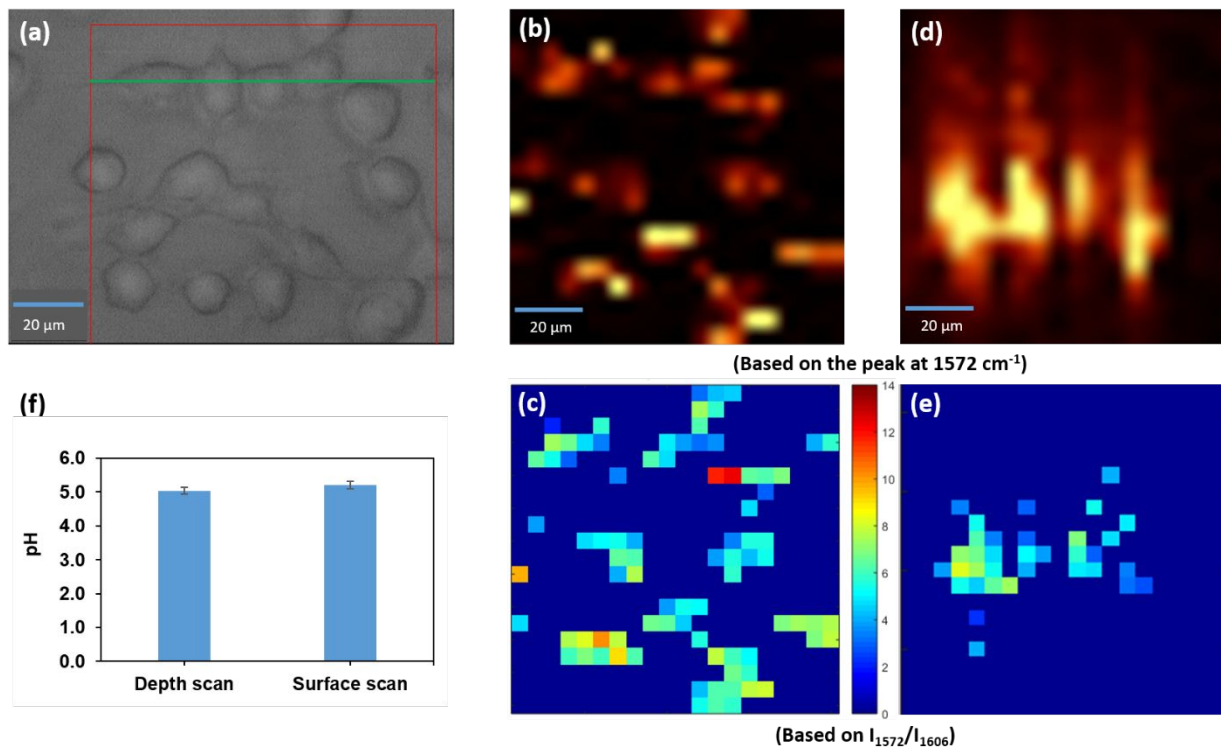 (a)
20 µm
(b)
20 µm
(d)
(Based on the peak at 1572 cm⁻¹)
(f)
6.0
5.0
4.0
3.0
2.0
1.0
0.0
pH
Depth scan
Surface scan
(c)
14
12
10
8
6
4
2
0
(e)
(Based on I₁₅₇₂/I₁₆₀₆)